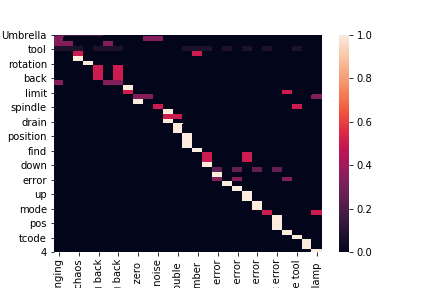 Umbrella
tool
rotation
back
limit
spindle
drain
position
find
down
error
up
mode
pos
tcode
4
1.0
0.8
0.6
0.4
0.2
0.0
nging
chaos
back
back
zero
noise
ouble
mber
error
error
error
error
e tool
lamp